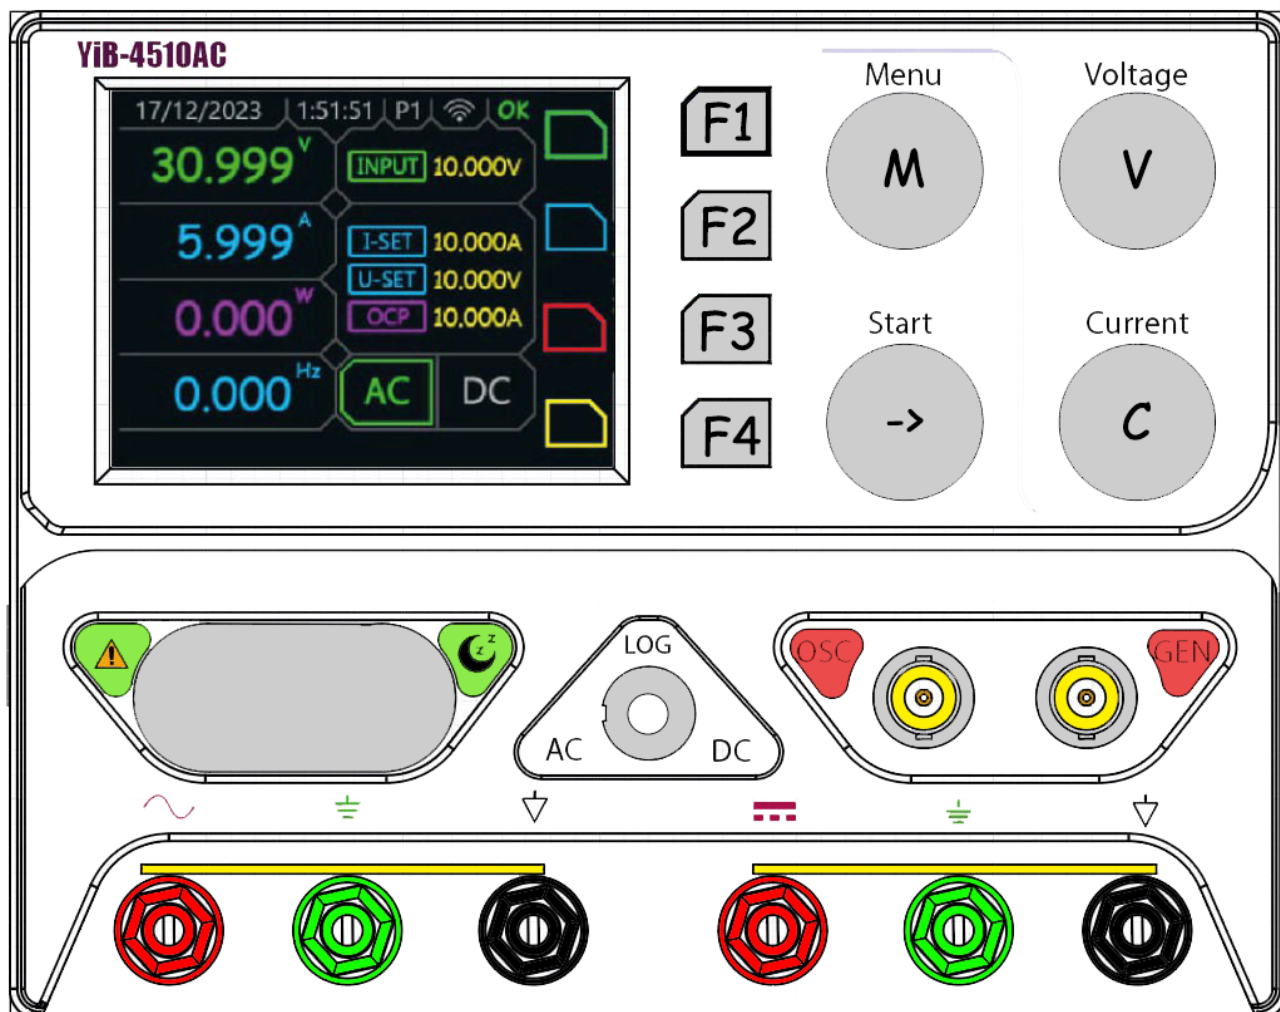 YiB-4510AC
17/12/2023 1:51:51 P1 OK
30.999 V
INPUT 10.000V
5.999 A
I-SET 10.000A
U-SET 10.000V
0.000 W
OCP 10.000A
0.000 Hz
AC DC
F1
F2
F3
F4
Menu
M
Voltage
V
Start
->
Current
C
z z
LOG
AC DC
OSC
GEN